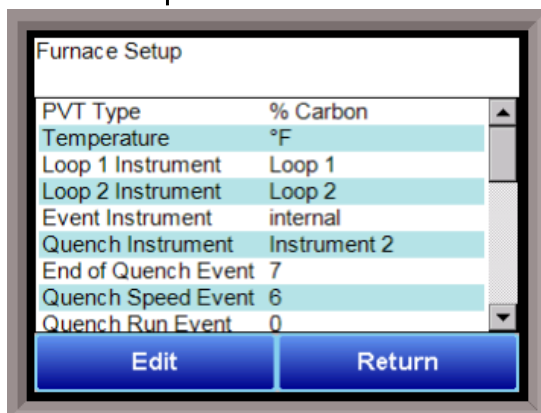 Furnace Setup
PVT Type % Carbon
Temperature °F
Loop 1 Instrument Loop 1
Loop 2 Instrument Loop 2
Event Instrument internal
Quench Instrument Instrument 2
End of Quench Event 7
Quench Speed Event 6
Quench Run Event 0
Edit Return